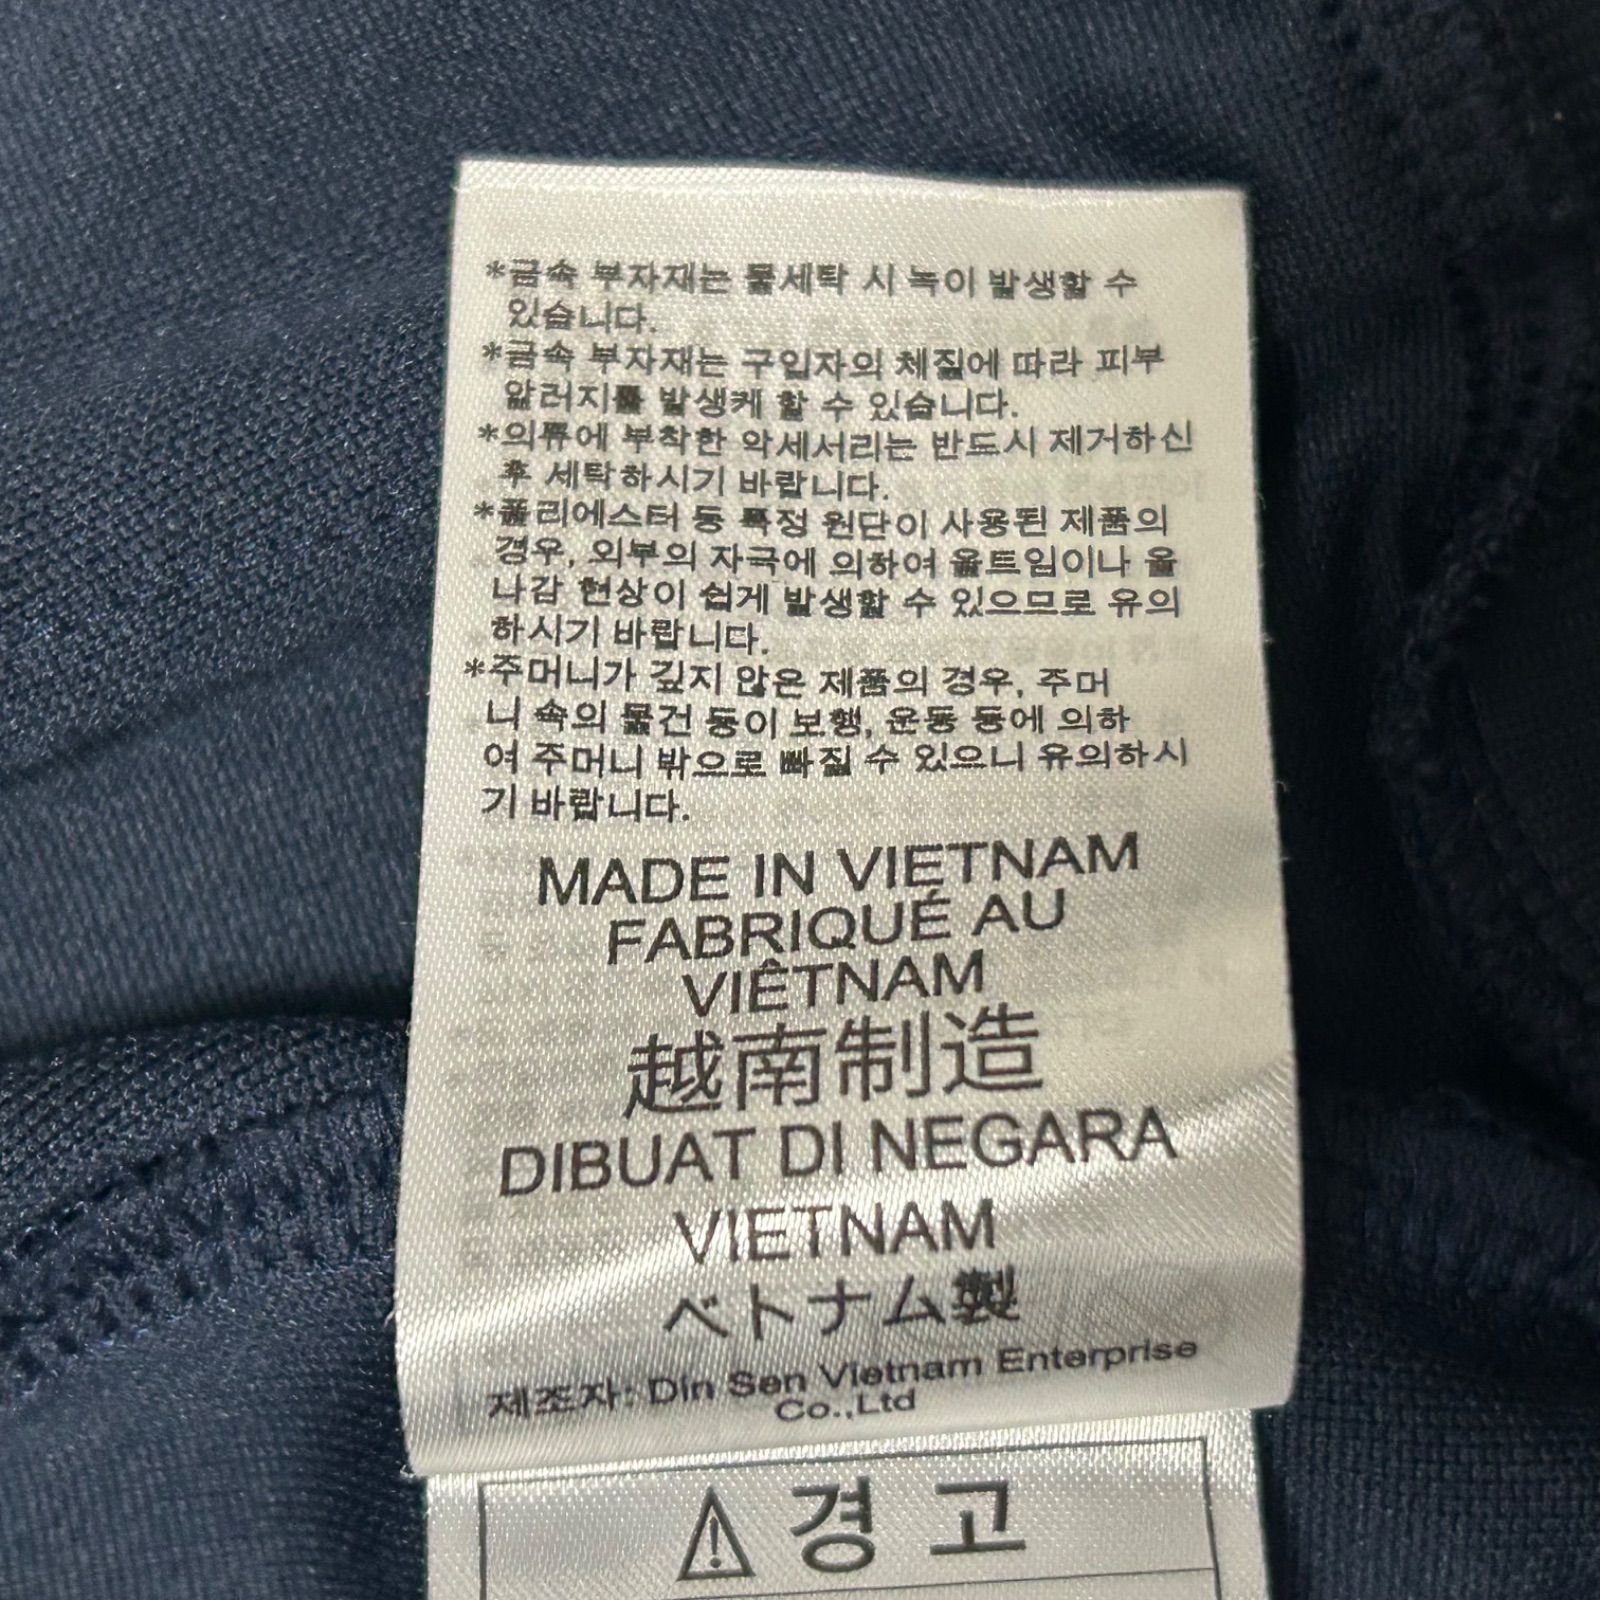 *금속 부자재는 물세탁 시 녹이 발생할 수
있습니다.
*금속 부자재는 구입자의 체질에 따라 피부
알러지를 발생케 할 수 있습니다.
*의류에 부착한 악세서리는 반드시 제거하신
후 세탁하시기 바랍니다.
*폴리에스터 등 특정 원단이 사용된 제품의
경우, 외부의 자극에 의하여 올트임이나 올
나감 현상이 쉽게 발생할 수 있으므로 유의
하시기 바랍니다.
*주머니가 깊지 않은 제품의 경우, 주머
니 속의 물건 등이 보행, 운동 등에 의하
여 주머니 밖으로 빠질 수 있으니 유의하시
기 바랍니다.
MADE IN VIETNAM
FABRIQUÉ AU
VIÊTNAM
越南制造
DIBUAT DI NEGARA
VIETNAM
ベトナム製
제조자: Din Sen Vietnam Enterprise
Co.,Ltd
⚠ 경고